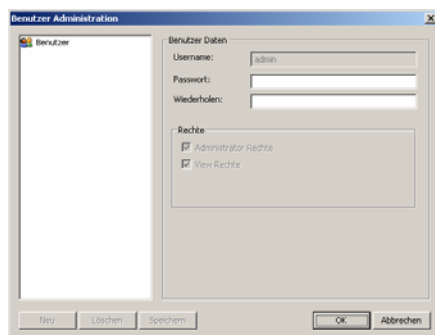 Benutzer Administration
Benutzer
Benutzer Daten
Username: admin
Passwort:
Wiederholen:
Rechte
Administrator Rechte
View Rechte
Neu Löschen Speichern OK Abbrechen